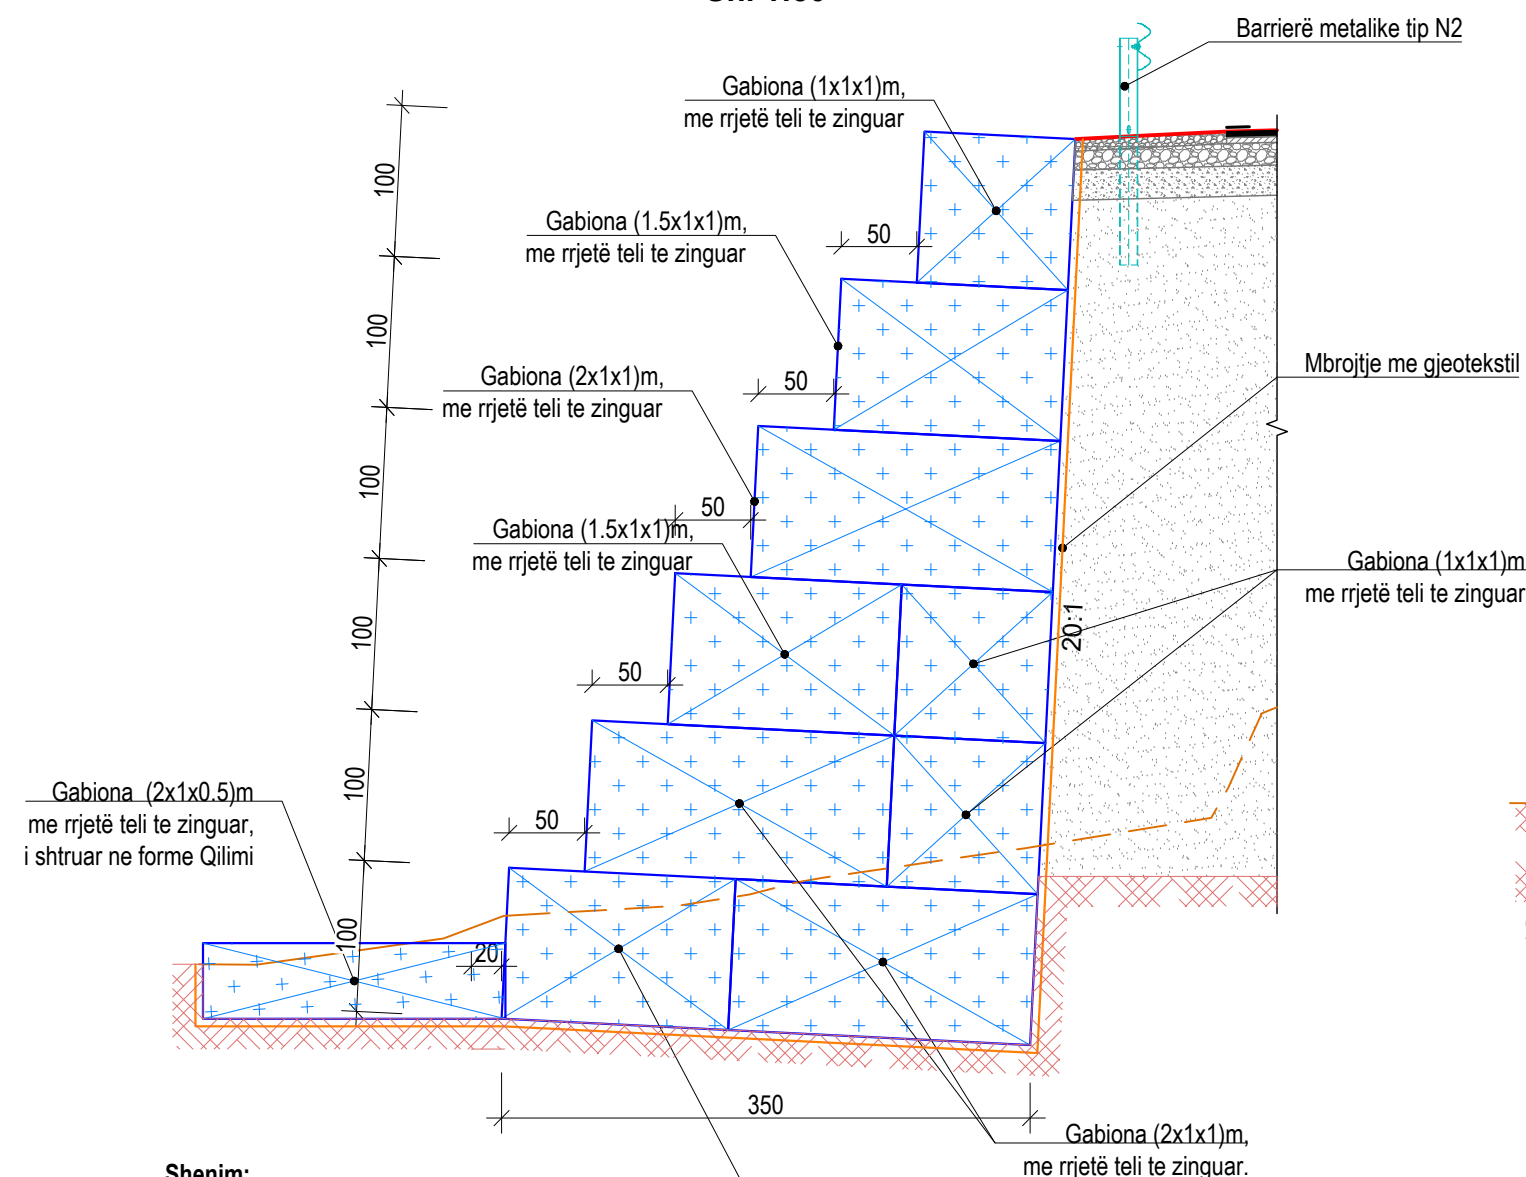 Barrierë metalike tip N2
Gabiona (1x1x1)m,
me rrjetë teli te zinguar
100
Gabiona (1.5x1x1)m,
me rrjetë teli te zinguar
50
100
Mbrojtje me gjeotekstil
Gabiona (2x1x1)m,
me rrjetë teli te zinguar
50
100
50
Gabiona (1.5x1x1)m,
me rrjetë teli te zinguar
Gabiona (1x1x1)m
me rrjetë teli te zinguar
20:1
100
50
100
Gabiona (2x1x0.5)m
me rrjetë teli te zinguar,
i shtruar ne forme Qilimi
50
100
20
350
Gabiona (2x1x1)m,
me rrjetë teli te zinguar.
Shenim: